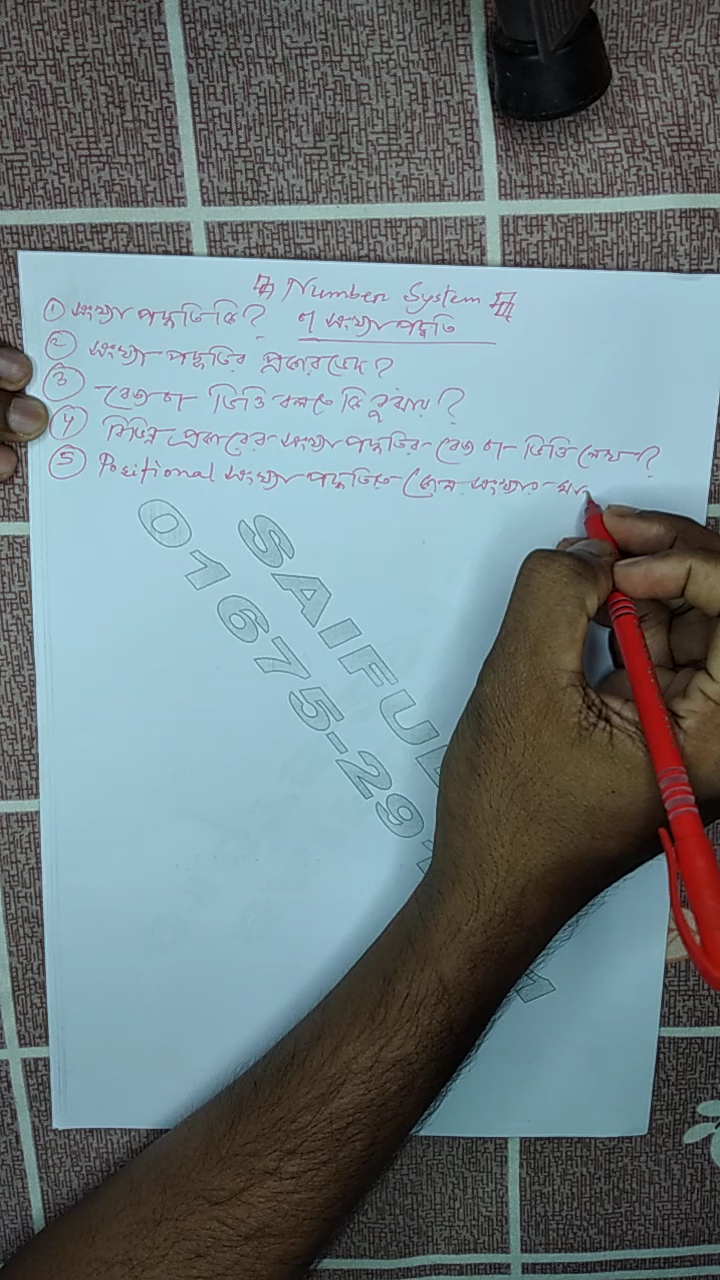 Number System
① সংখ্যা পদ্ধতি কি? সংখ্যা পদ্ধতি
② সংখ্যা পদ্ধতির প্রকারভেদ?
③ বেজ বা ভিত্তি বলতে কি বুঝায়?
④ বিভিন্ন প্রকারের সংখ্যা পদ্ধতির বেজ বা ভিত্তি লেখ?
⑤ Positional সংখ্যা পদ্ধতিতে কোন সংখ্যার মা
SAIFUL
01675-29